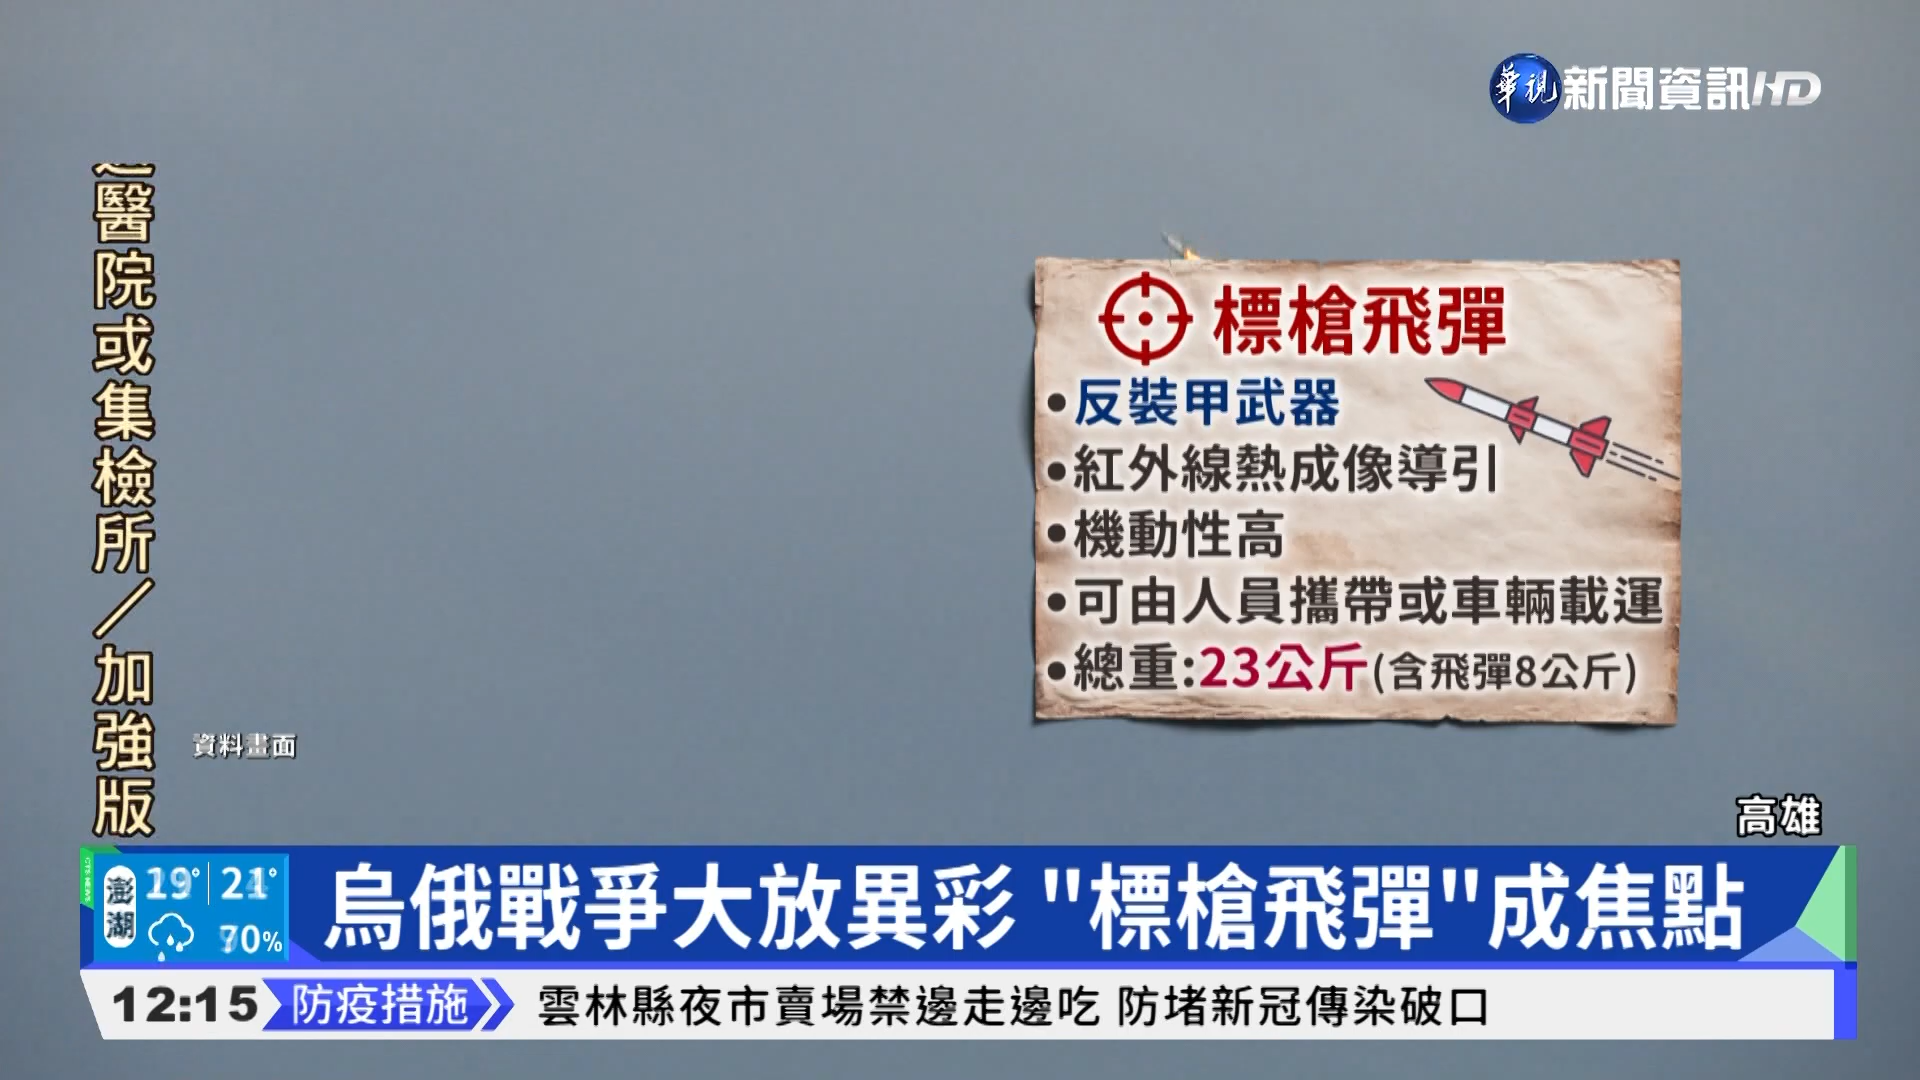 華視新聞資訊HD
醫院或集檢所／加強版
標槍飛彈
•反裝甲武器
•紅外線熱成像導引
•機動性高
•可由人員攜帶或車輛載運
•總重:23公斤(含飛彈8公斤)
資料畫面
高雄
澎湖
19° 21°
70%
烏俄戰爭大放異彩 "標槍飛彈"成焦點
12:15 防疫措施 雲林縣夜市賣場禁邊走邊吃 防堵新冠傳染破口